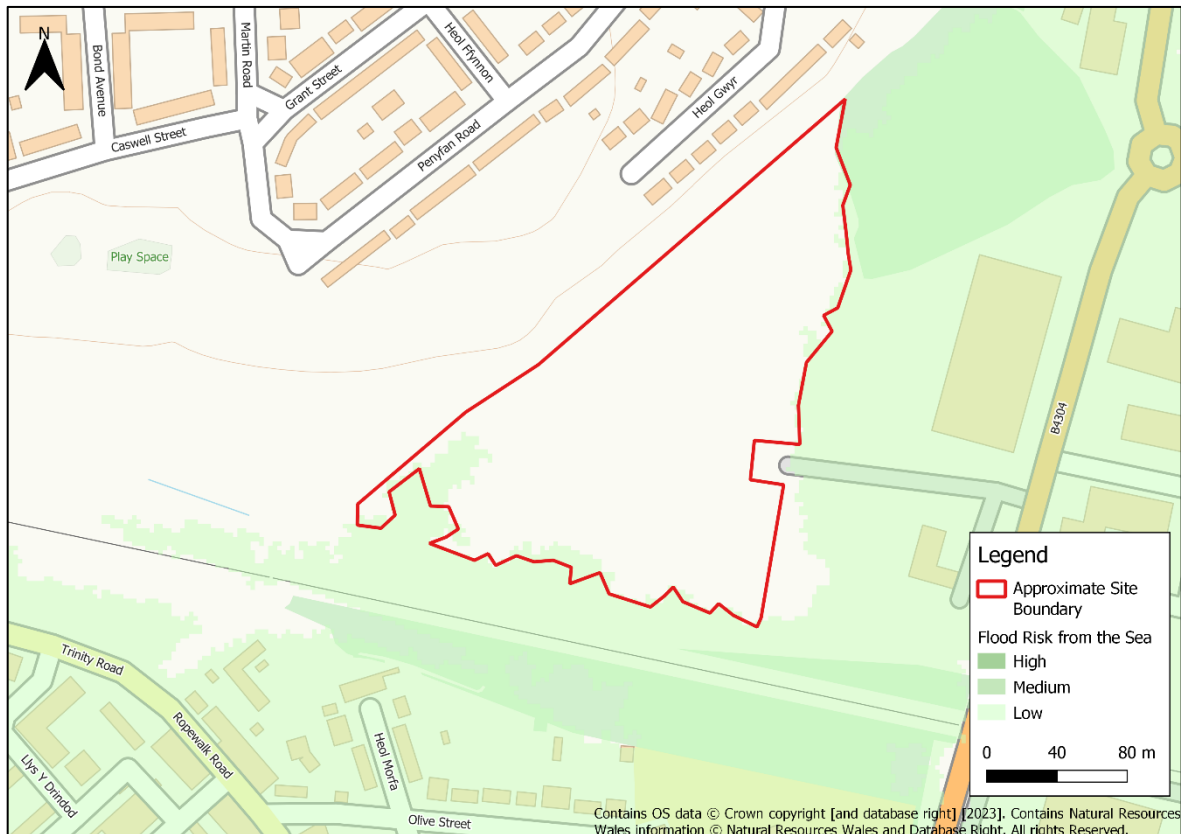 N
Bond Avenue
Martin Road
Grant Street
Heol Ffynnon
Heol Gwyr
Caswell Street
Penyfan Road
Play Space
B4304
Trinity Road
Ropewalk Road
Llys Y Drindod
Heol Morfa
Olive Street
Legend
Approximate Site
Boundary
Flood Risk from the Sea
High
Medium
Low
0 40 80 m
Contains OS data © Crown copyright [and database right] [2023]. Contains Natural Resources
Wales information © Natural Resources Wales and Database Right. All rights Reserved.